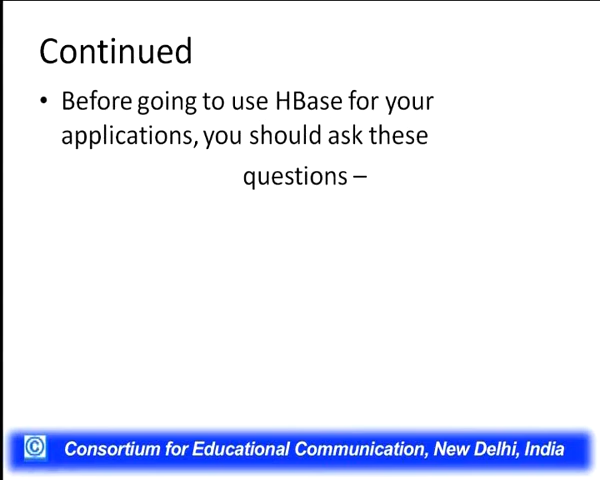 Continued
• Before going to use HBase for your
applications, you should ask these
questions –
© Consortium for Educational Communication, New Delhi, India